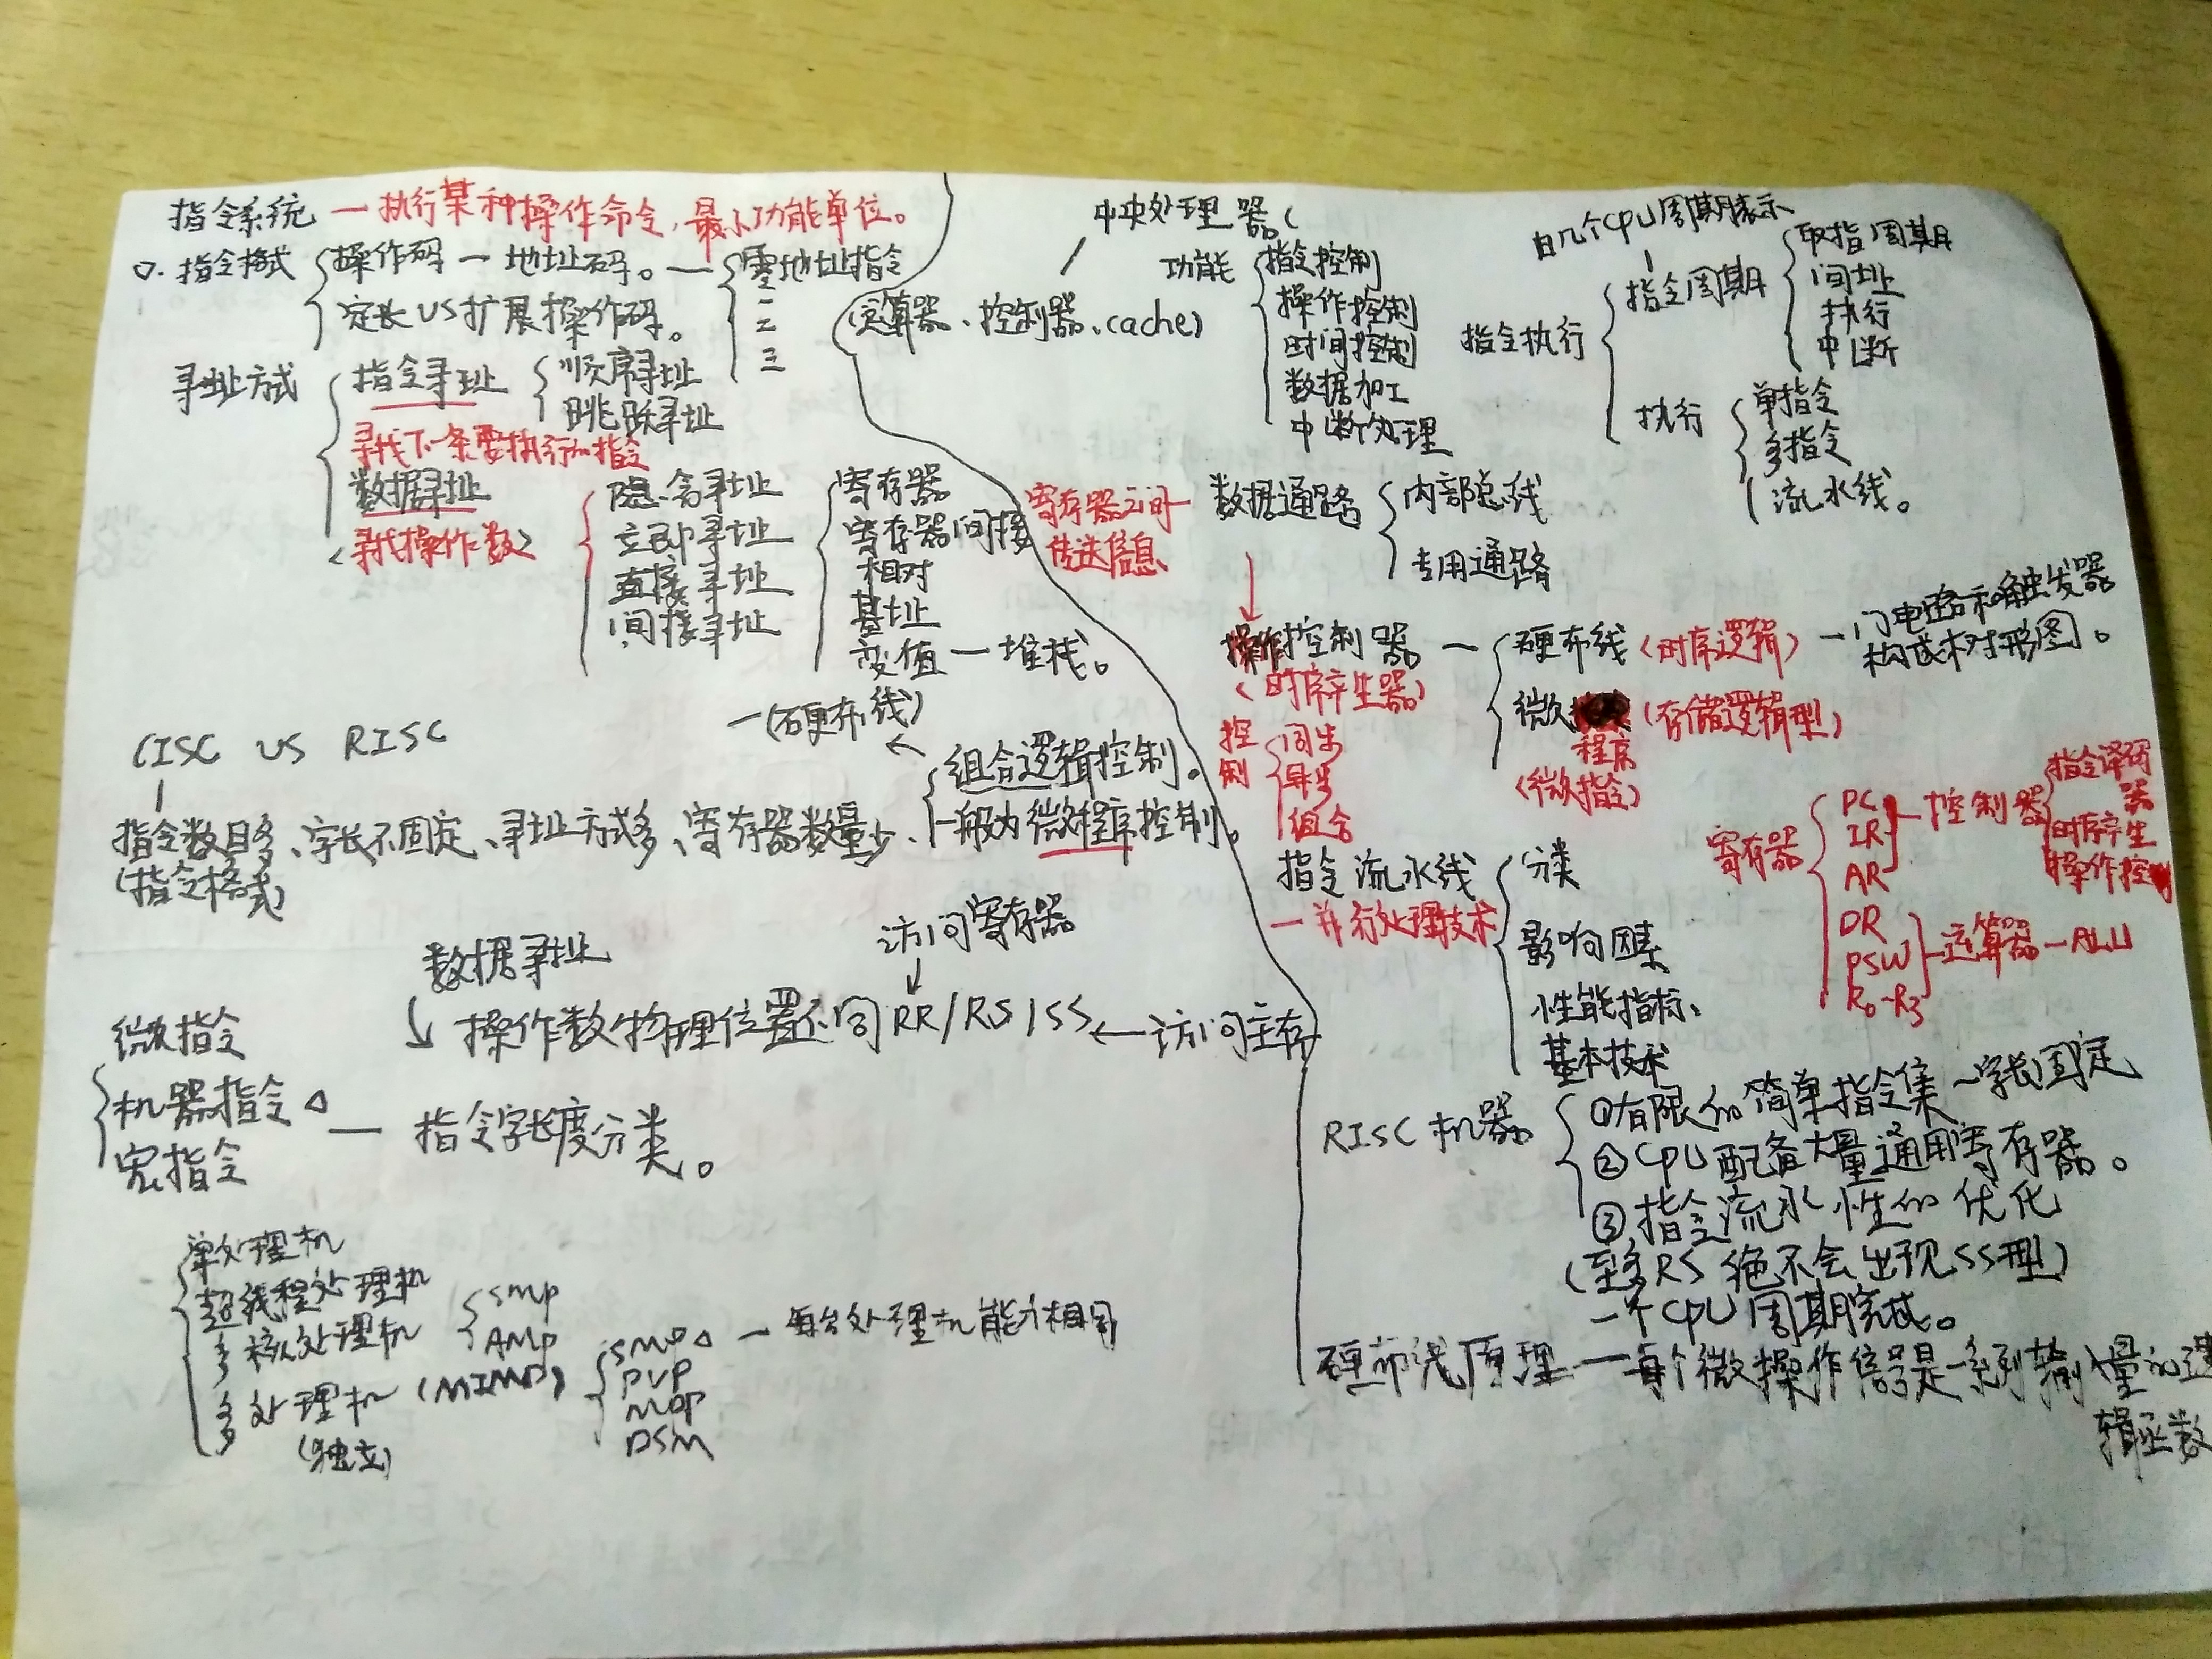 指令系统 — 执行某种操作命令,最小功能单位。
指令格式 操作码 — 地址码。 — 零地址指令
一
二
三
定长 VS 扩展操作码。
寻址方式 指令寻址 顺序寻址
跳跃寻址
寻找下一条要执行的指令
数据寻址
<寻找操作数>
隐含寻址
立即寻址
直接寻址
间接寻址
寄存器
寄存器间接
相对
基址
变值 — 堆栈。
CISC VS RISC
指令数目多、字长不固定、寻址方式多、寄存器数量少、
(指令格式)
—(硬布线)
组合逻辑控制。
一般为微程序控制。
数据寻址
访问寄存器
操作数物理位置不同 RR/RS/SS ← 访问主存
微指令
机器指令 △ — 指令字长度分类。
宏指令
单处理机
超线程处理机
多核处理机 SMP
AMP
多处理机 (MIMD)
(独立)
SMP △ — 每台处理机能力相同
PVP
MPP
DSM
中央处理器(
(运算器、控制器、cache)
功能 指令控制
操作控制
时间控制
数据加工
中断处理
由几个CPU周期表示
指令执行 指令周期 取指周期
间址
执行
中断
执行 单指令
多指令
流水线。
寄存器之间—
传送信息
数据通路 内部总线
专用通路
操作控制器 — 硬布线 (时序逻辑) — 门电路和触发器
构成树形图。
(时序产生器)
微程序 (存储逻辑型)
(微指令)
控制 同步
异步
组合
寄存器 PC
IR
AR
DR
PSW
R0-R3
控制器 指令译码器
时序产生
操作控制
运算器 — ALU
指令流水线 分类
影响因素
性能指标、
基本技术
— 并行处理技术
RISC 机器 ①有限的简单指令集 — 字长固定
②CPU配备大量通用寄存器。
③指令流水性的优化
(至多RS 绝不会出现SS型)
一个CPU周期完成。
硬布线原理 — 每个微操作信号是一系列输入量的逻
辑函数